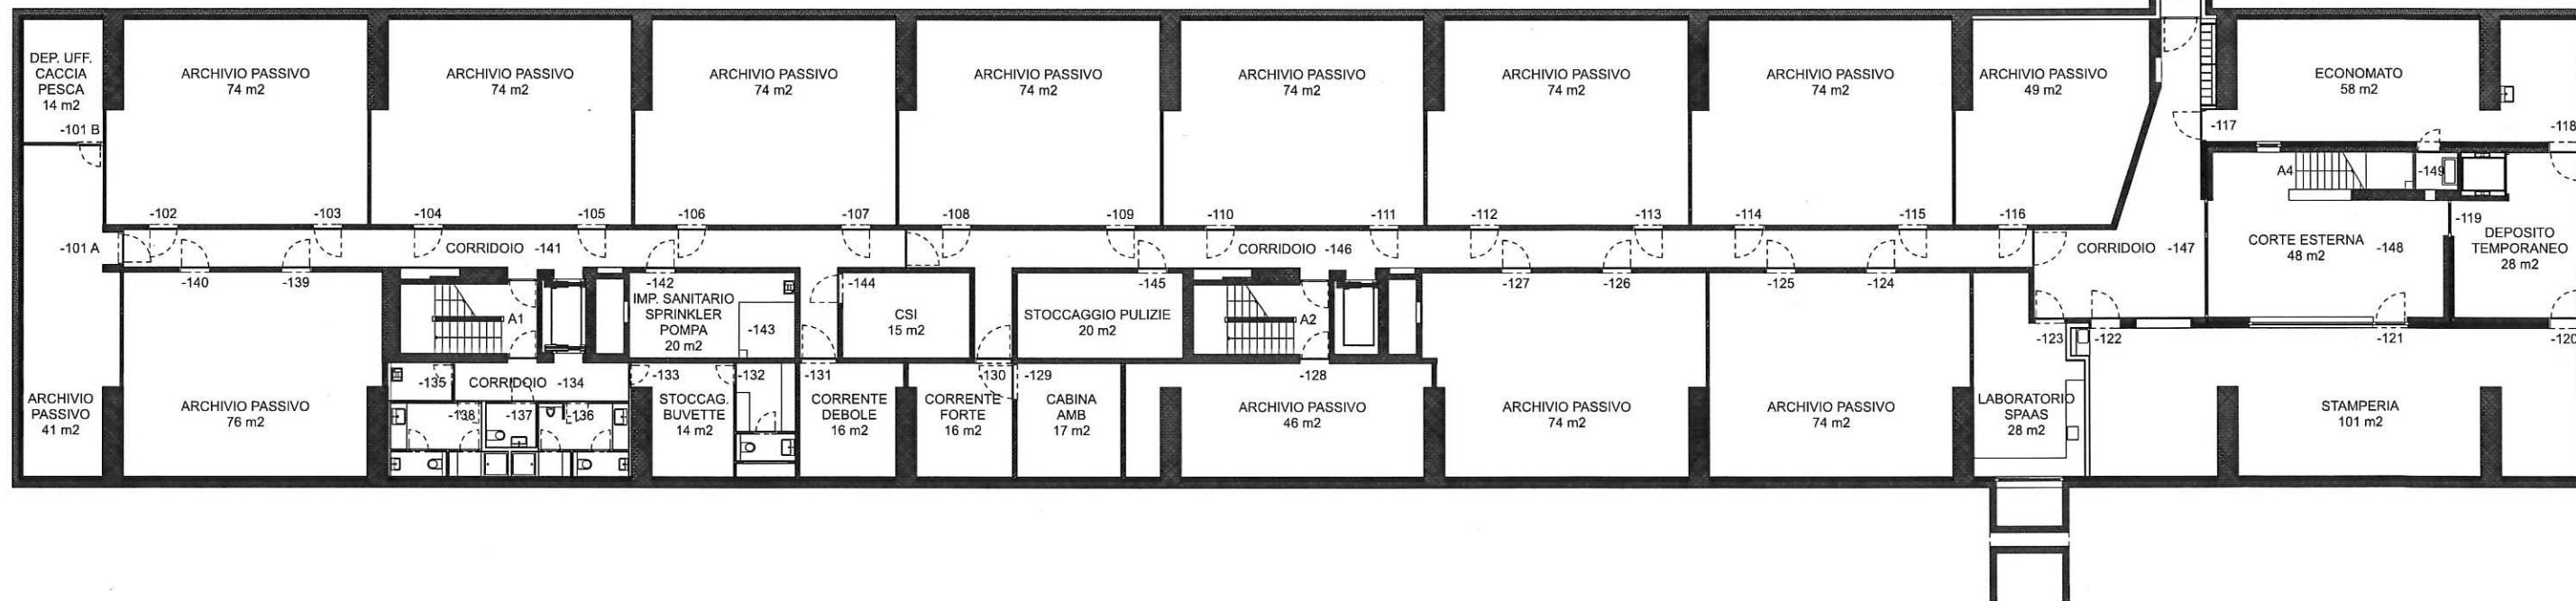 DEP. UFF.
CACCIA
PESCA
14 m2
-101 B
ARCHIVIO PASSIVO
74 m2
ARCHIVIO PASSIVO
74 m2
ARCHIVIO PASSIVO
74 m2
ARCHIVIO PASSIVO
74 m2
ARCHIVIO PASSIVO
74 m2
ARCHIVIO PASSIVO
74 m2
ARCHIVIO PASSIVO
74 m2
ARCHIVIO PASSIVO
49 m2
ECONOMATO
58 m2
-117
-118
A4
-149
-102
-103
-104
-105
-106
-107
-108
-109
-110
-111
-112
-113
-114
-115
-116
-119
-101 A
CORRIDOIO -141
CORRIDOIO -146
CORRIDOIO -147
CORTE ESTERNA -148
48 m2
DEPOSITO
TEMPORANEO
28 m2
-140
-139
-142
-144
-145
-127
-126
-125
-124
IMP. SANITARIO
SPRINKLER
POMPA
20 m2
-143
A1
CSI
15 m2
STOCCAGGIO PULIZIE
20 m2
A2
-123
-122
-121
-120
-135
CORRIDOIO -134
-133
-132
-131
-130
-129
-128
ARCHIVIO
PASSIVO
41 m2
ARCHIVIO PASSIVO
76 m2
-138
-137
-136
STOCCAG.
BUVETTE
14 m2
CORRENTE
DEBOLE
16 m2
CORRENTE
FORTE
16 m2
CABINA
AMB
17 m2
ARCHIVIO PASSIVO
46 m2
ARCHIVIO PASSIVO
74 m2
ARCHIVIO PASSIVO
74 m2
LABORATORIO
SPAAS
28 m2
STAMPERIA
101 m2